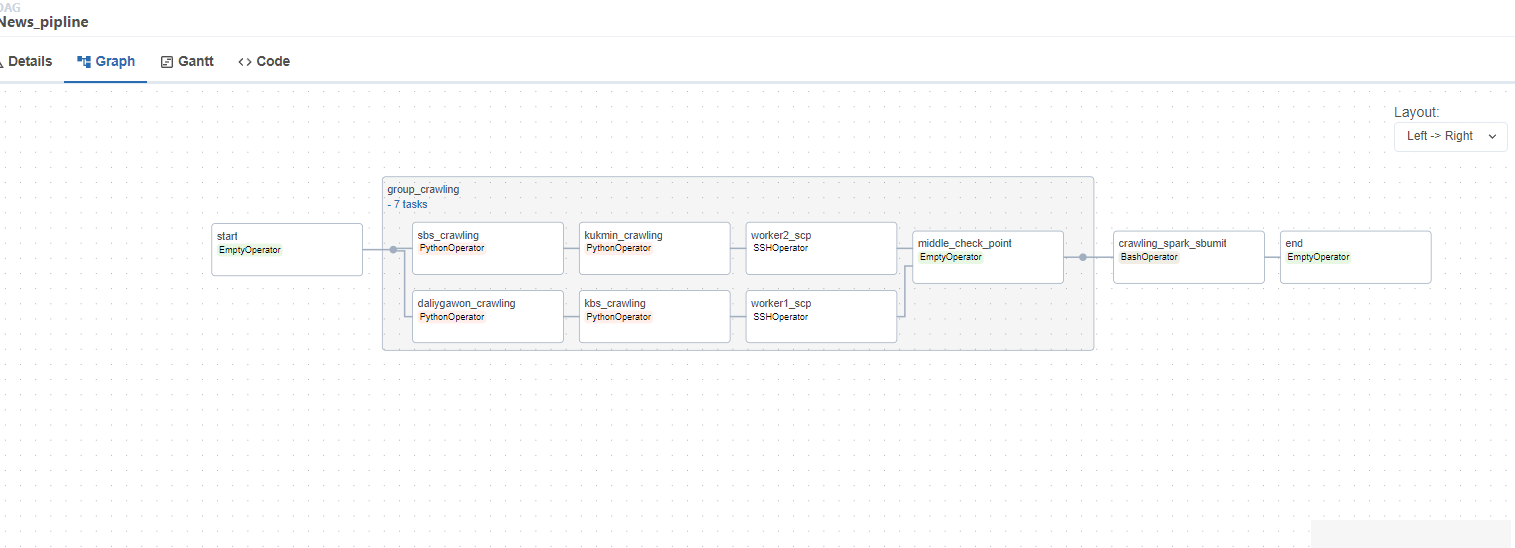 DAG
News_pipline
Details
Graph
Gantt
Code
Layout:
Left -> Right
group_crawling
- 7 tasks
start
EmptyOperator
sbs_crawling
PythonOperator
kukmin_crawling
PythonOperator
worker2_scp
SSHOperator
middle_check_point
EmptyOperator
crawling_spark_sbumit
BashOperator
end
EmptyOperator
daliygawon_crawling
PythonOperator
kbs_crawling
PythonOperator
worker1_scp
SSHOperator